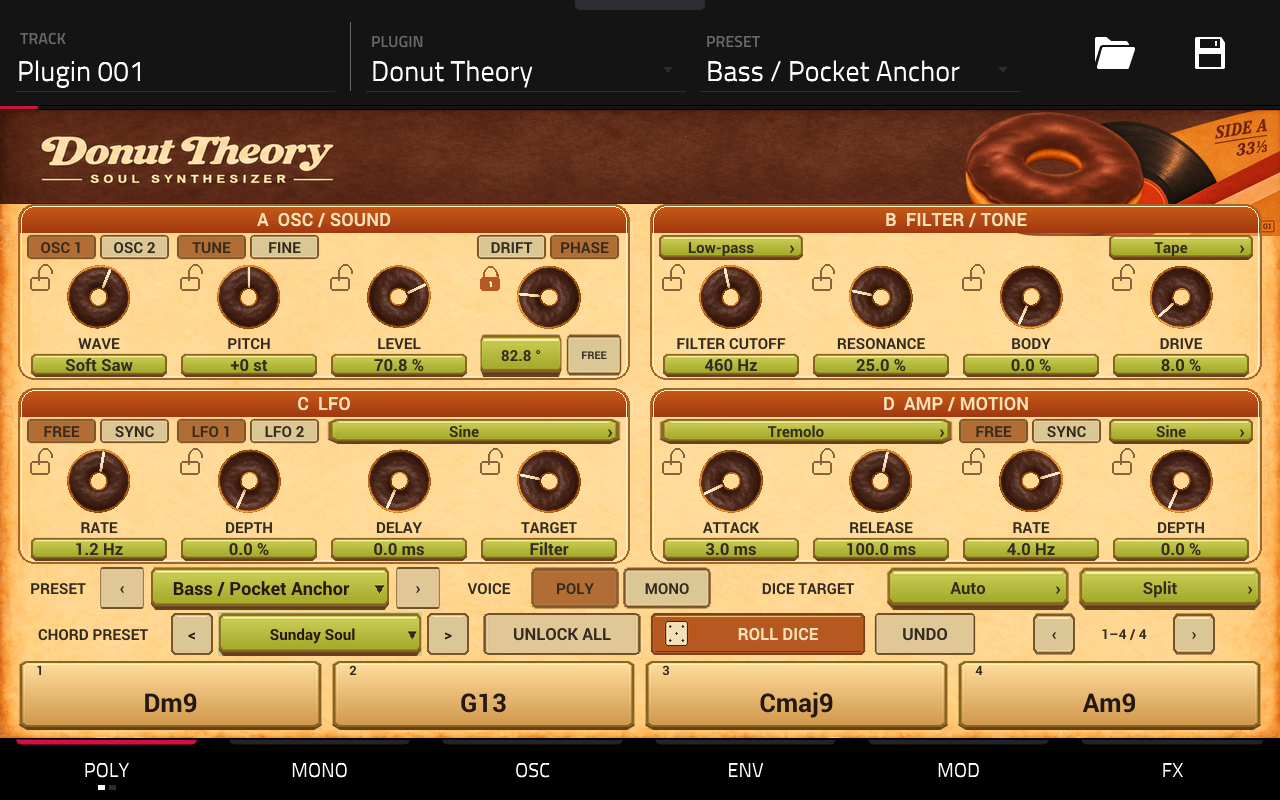 TRACK
Plugin 001
PLUGIN
Donut Theory
PRESET
Bass / Pocket Anchor
Donut Theory
SOUL SYNTHESIZER
SIDE A
33⅓
01
A OSC / SOUND
OSC 1 OSC 2 TUNE FINE DRIFT PHASE
WAVE PITCH LEVEL
Soft Saw +0 st 70.8 % 82.8 ° FREE
B FILTER / TONE
Low-pass › Tape ›
FILTER CUTOFF RESONANCE BODY DRIVE
460 Hz 25.0 % 0.0 % 8.0 %
C LFO
FREE SYNC LFO 1 LFO 2 Sine ›
RATE DEPTH DELAY TARGET
1.2 Hz 0.0 % 0.0 ms Filter
D AMP / MOTION
Tremolo › FREE SYNC Sine ›
ATTACK RELEASE RATE DEPTH
3.0 ms 100.0 ms 4.0 Hz 0.0 %
PRESET ‹ Bass / Pocket Anchor ▾ › VOICE POLY MONO DICE TARGET Auto › Split ›
CHORD PRESET < Sunday Soul ▾ > UNLOCK ALL ROLL DICE UNDO ‹ 1–4 / 4 ›
1 2 3 4
Dm9 G13 Cmaj9 Am9
POLY MONO OSC ENV MOD FX